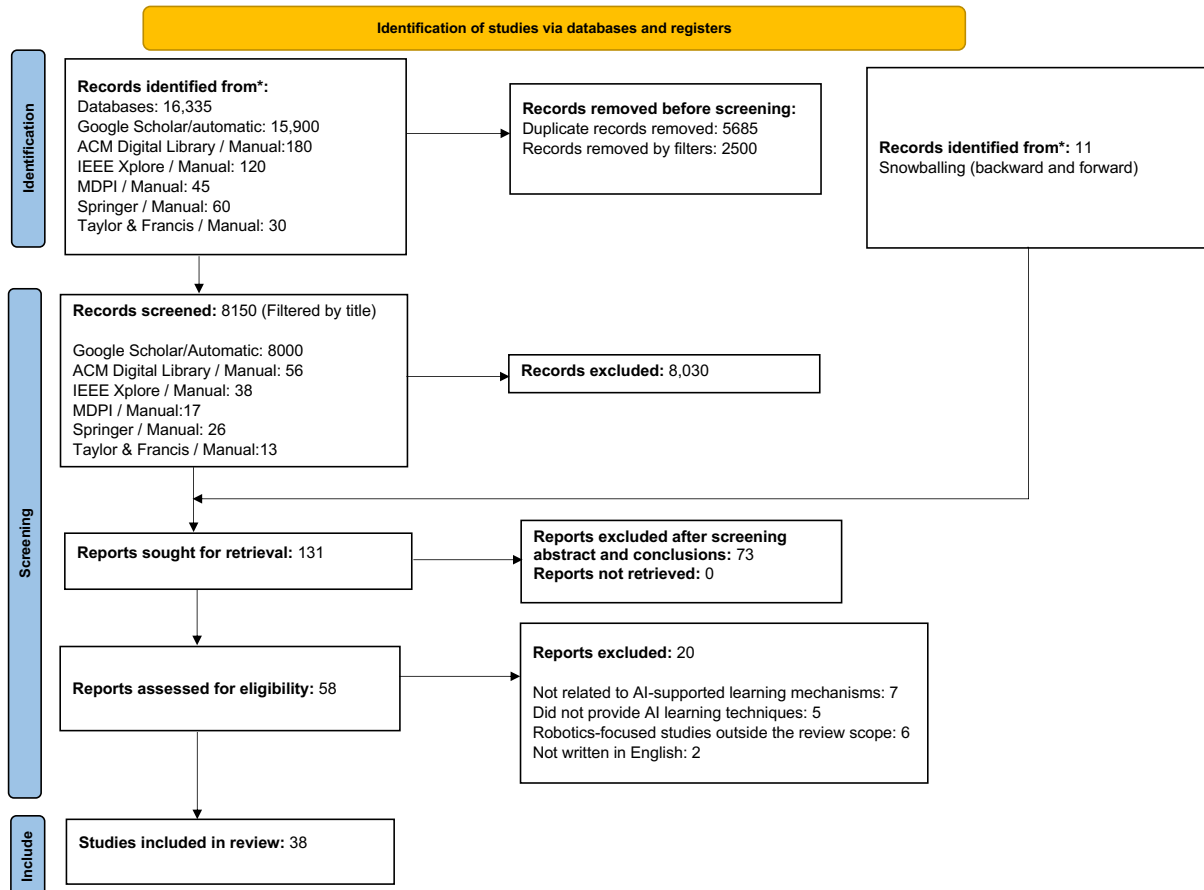 Identification of studies via databases and registers
Identification
Records identified from*:
Databases: 16,335
Google Scholar/automatic: 15,900
ACM Digital Library / Manual:180
IEEE Xplore / Manual: 120
MDPI / Manual: 45
Springer / Manual: 60
Taylor & Francis / Manual: 30
Records removed before screening:
Duplicate records removed: 5685
Records removed by filters: 2500
Records identified from*: 11
Snowballing (backward and forward)
Screening
Records screened: 8150 (Filtered by title)
Google Scholar/Automatic: 8000
ACM Digital Library / Manual: 56
IEEE Xplore / Manual: 38
MDPI / Manual:17
Springer / Manual: 26
Taylor & Francis / Manual:13
Records excluded: 8,030
Reports sought for retrieval: 131
Reports excluded after screening
abstract and conclusions: 73
Reports not retrieved: 0
Reports assessed for eligibility: 58
Reports excluded: 20
Not related to AI-supported learning mechanisms: 7
Did not provide AI learning techniques: 5
Robotics-focused studies outside the review scope: 6
Not written in English: 2
Include
Studies included in review: 38